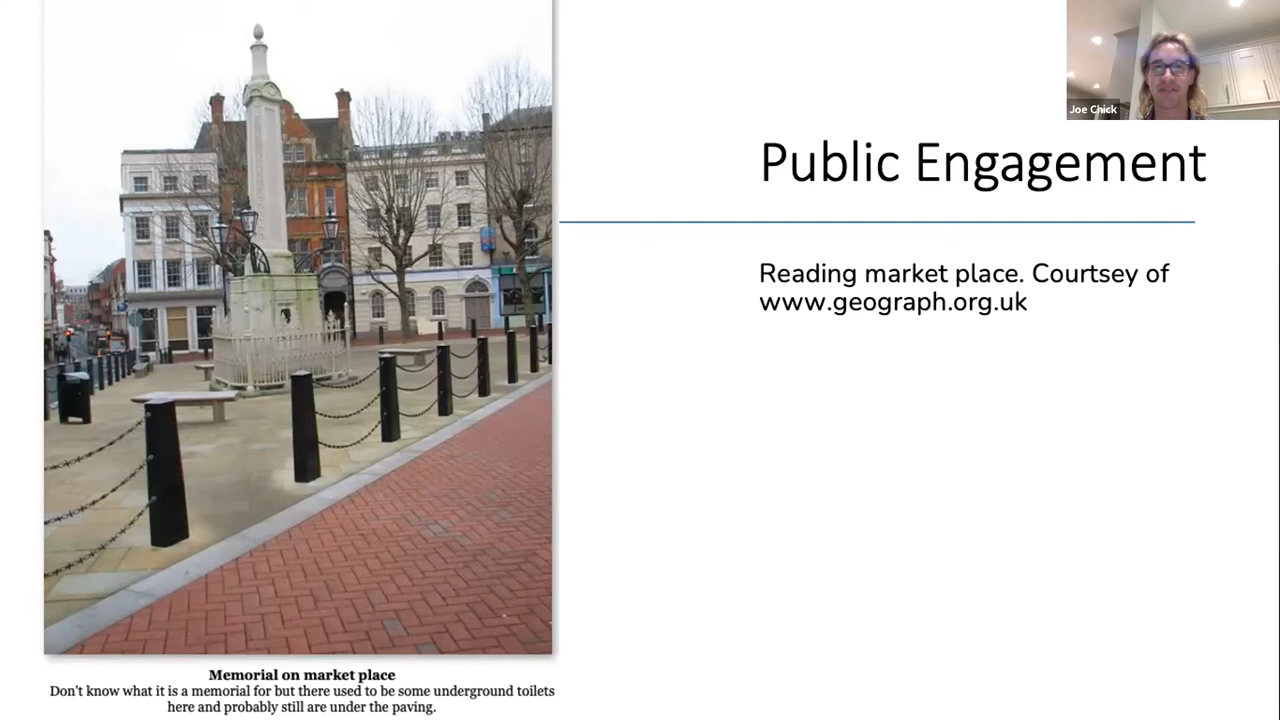 Joe Chick
Public Engagement
Reading market place. Courtsey of
www.geograph.org.uk
Memorial on market place
Don't know what it is a memorial for but there used to be some underground toilets
here and probably still are under the paving.